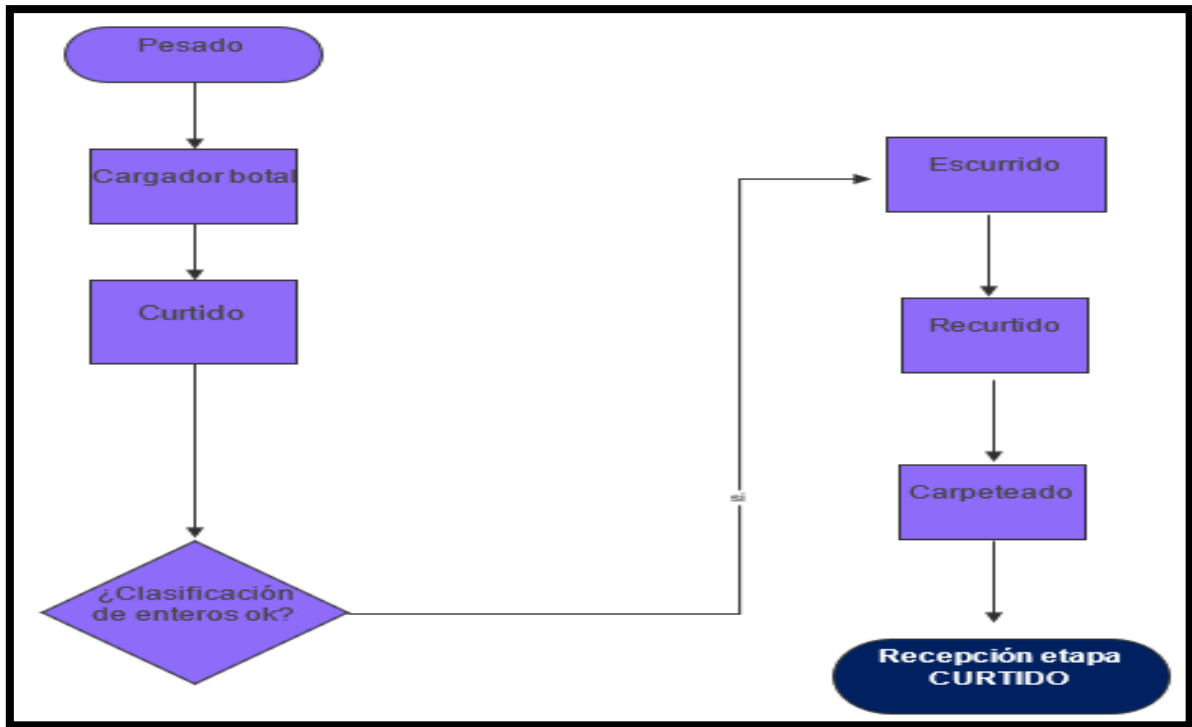 Pesado
Cargador botal
Curtido
¿Clasificación
de enteros ok?
Escurrido
Recurtido
Carpeteado
Recepción etapa
CURTIDO